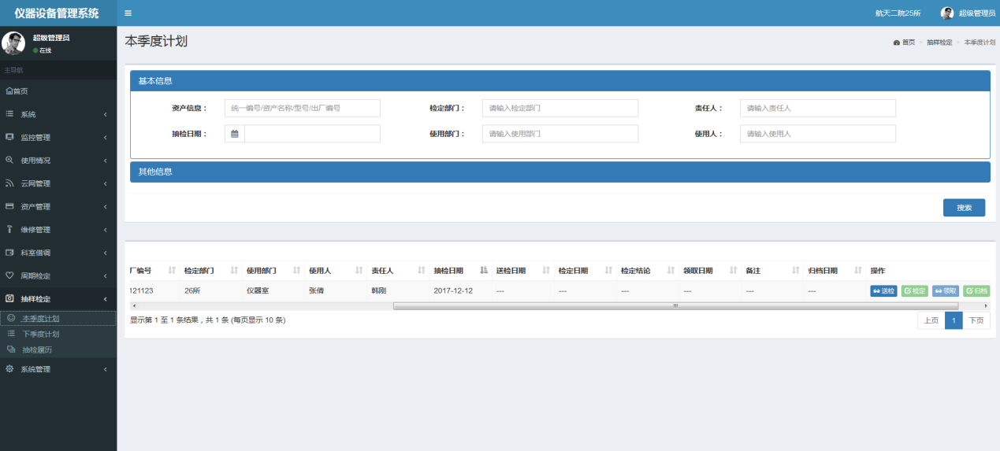 仪器设备管理系统
航天二院25所 超级管理员
超级管理员
在线
主导航
首页
系统
监控管理
使用情况
云网管理
资产管理
维修管理
科室借调
周期检定
抽样检定
本季度计划
下季度计划
抽检履历
系统管理
本季度计划
首页 > 抽样检定 > 本季度计划
基本信息
资产信息： 统一编号/资产名称/型号/出厂编号 检定部门： 请输入检定部门 责任人： 请输入责任人
抽检日期： 使用部门： 请输入使用部门 使用人： 请输入使用人
其他信息
搜索
厂编号 检定部门 使用部门 使用人 责任人 抽检日期 送检日期 检定日期 检定结论 领取日期 备注 归档日期 操作
121123 26所 仪器室 张倩 韩刚 2017-12-12 --- --- --- --- --- --- 送检 检定 领取 归档
显示第 1 至 1 条结果，共 1 条 (每页显示 10 条)
上页 1 下页